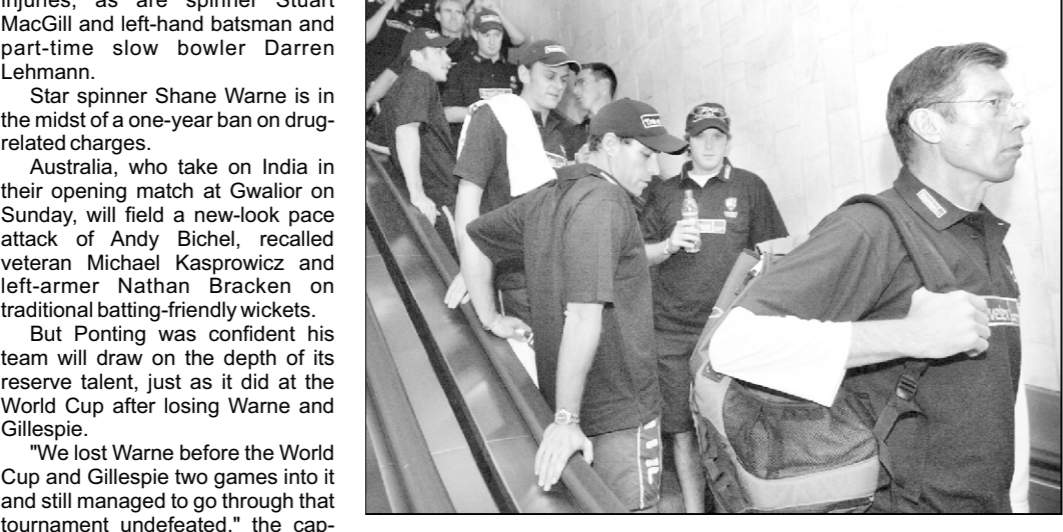 injuries, as are spinner Stuart
MacGill and left-hand batsman and
part-time slow bowler Darren
Lehmann.
Star spinner Shane Warne is in
the midst of a one-year ban on drug-
related charges.
Australia, who take on India in
their opening match at Gwalior on
Sunday, will field a new-look pace
attack of Andy Bichel, recalled
veteran Michael Kasprowicz and
left-armer Nathan Bracken on
traditional batting-friendly wickets.
But Ponting was confident his
team will draw on the depth of its
reserve talent, just as it did at the
World Cup after losing Warne and
Gillespie.
"We lost Warne before the World
Cup and Gillespie two games into it
and still managed to go through that
tournament undefeated," the cap-
FILA